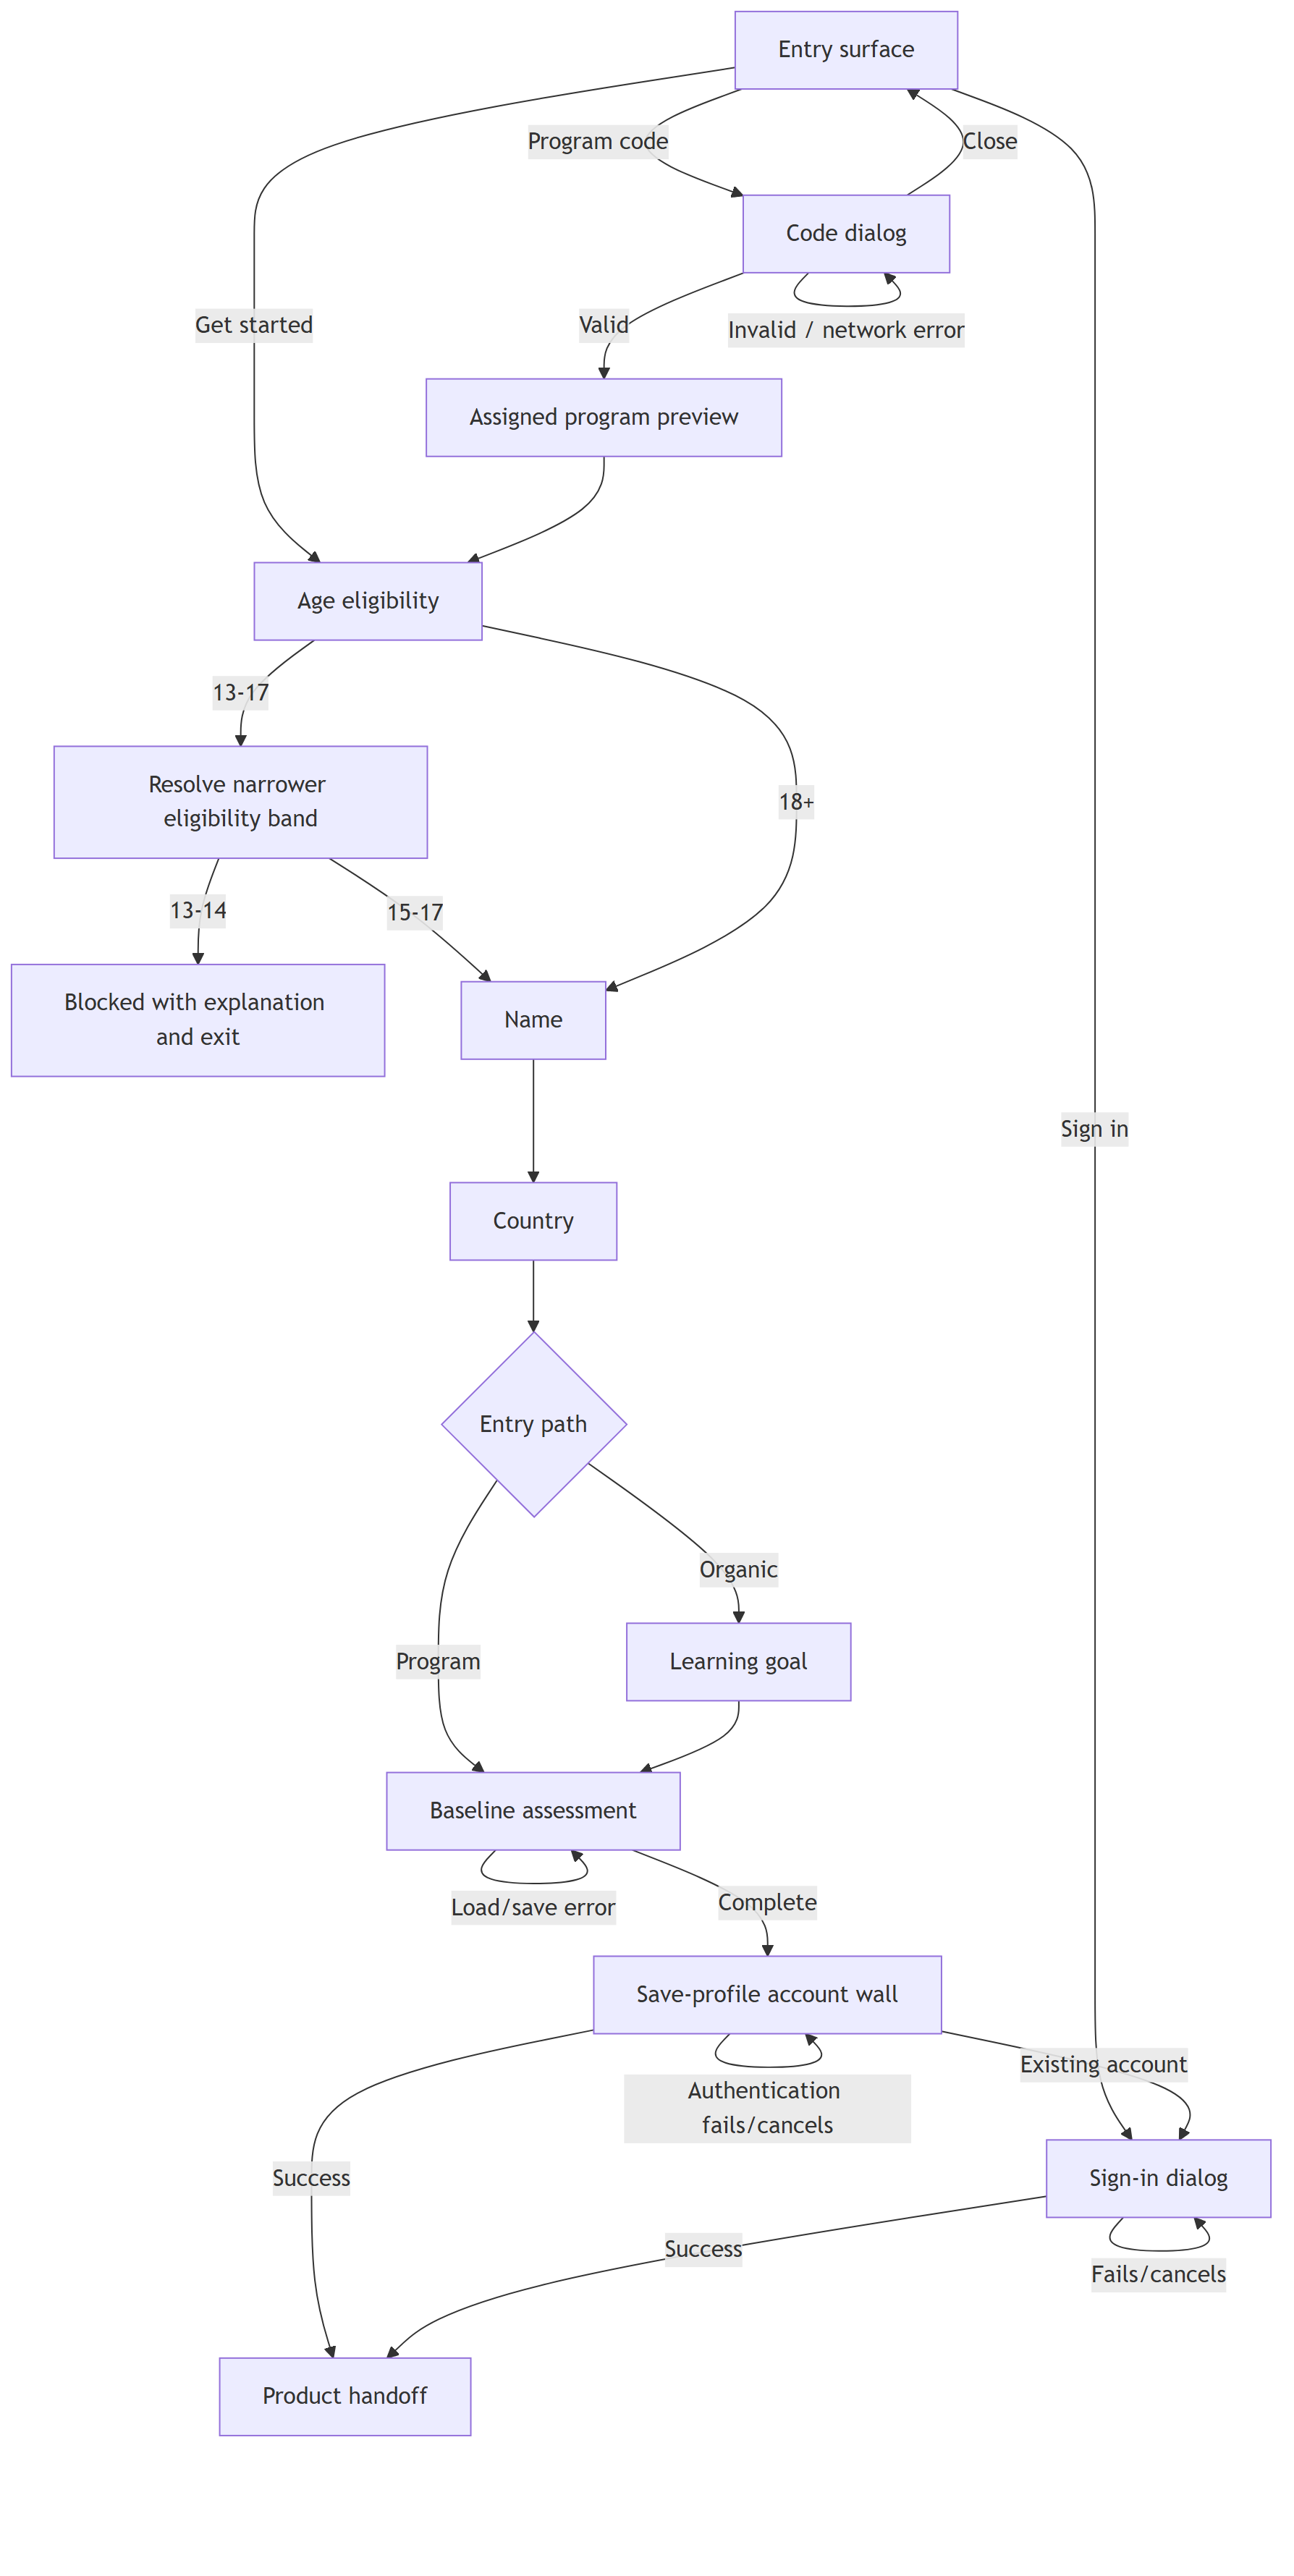 Entry surface
Program code
Close
Code dialog
Get started
Valid
Invalid / network error
Assigned program preview
Age eligibility
13-17
Resolve narrower
eligibility band
18+
13-14
15-17
Blocked with explanation
and exit
Name
Sign in
Country
Entry path
Organic
Program
Learning goal
Baseline assessment
Load/save error
Complete
Save-profile account wall
Existing account
Authentication
fails/cancels
Success
Sign-in dialog
Success
Fails/cancels
Product handoff